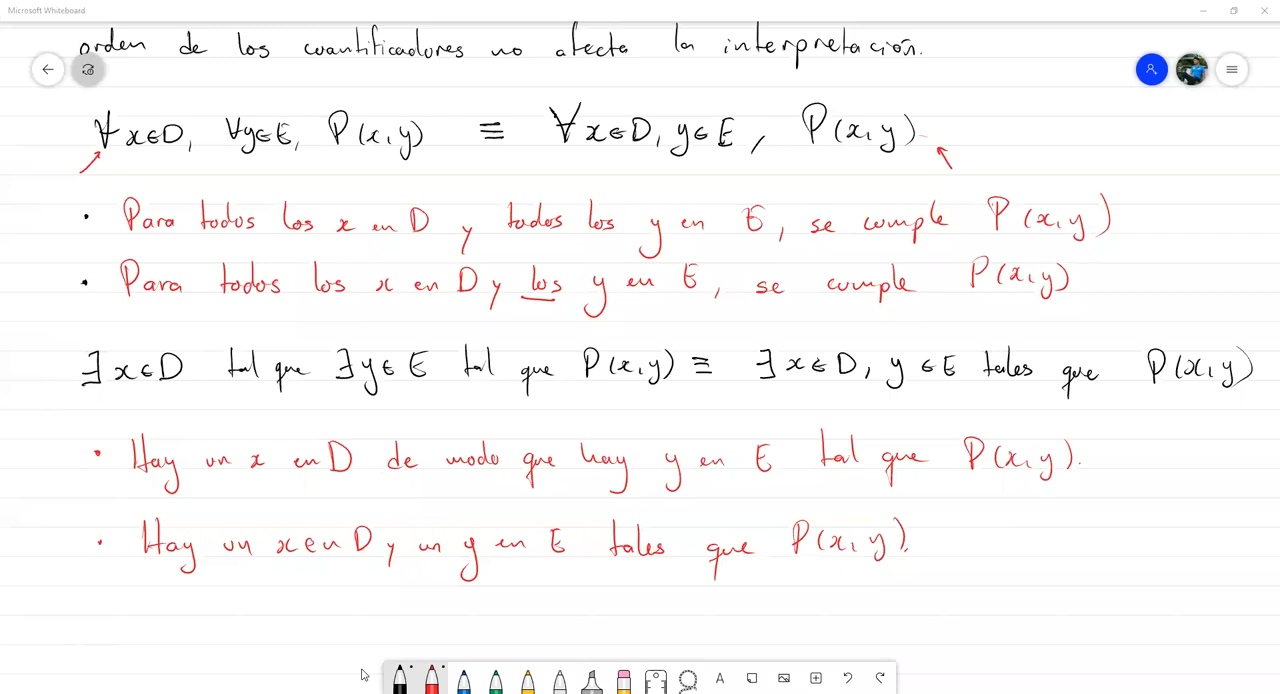 Microsoft Whiteboard
orden de los cuantificadores no afecta la interpretación.
∀x∈D, ∀y∈E, P(x,y) ≡ ∀x∈D, y∈E, P(x,y)
• Para todos los x en D y todos los y en E, se cumple P(x,y)
• Para todos los x en D y los y en E, se cumple P(x,y)
∃x∈D tal que ∃y∈E tal que P(x,y) ≡ ∃x∈D, y∈E tales que P(x,y)
• Hay un x en D de modo que hay y en E tal que P(x,y).
• Hay un x en D y un y en E tales que P(x,y).
A